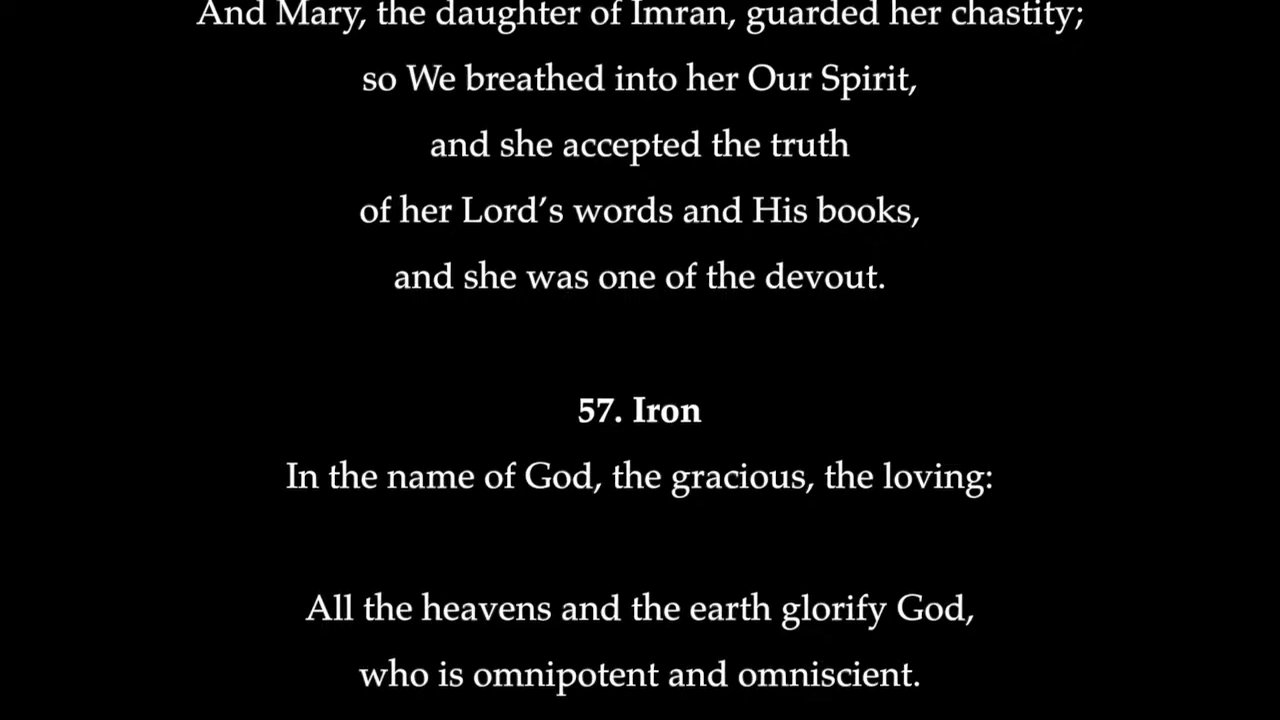 And Mary, the daughter of Imran, guarded her chastity;
so We breathed into her Our Spirit,
and she accepted the truth
of her Lord’s words and His books,
and she was one of the devout.
57. Iron
In the name of God, the gracious, the loving:
All the heavens and the earth glorify God,
who is omnipotent and omniscient.